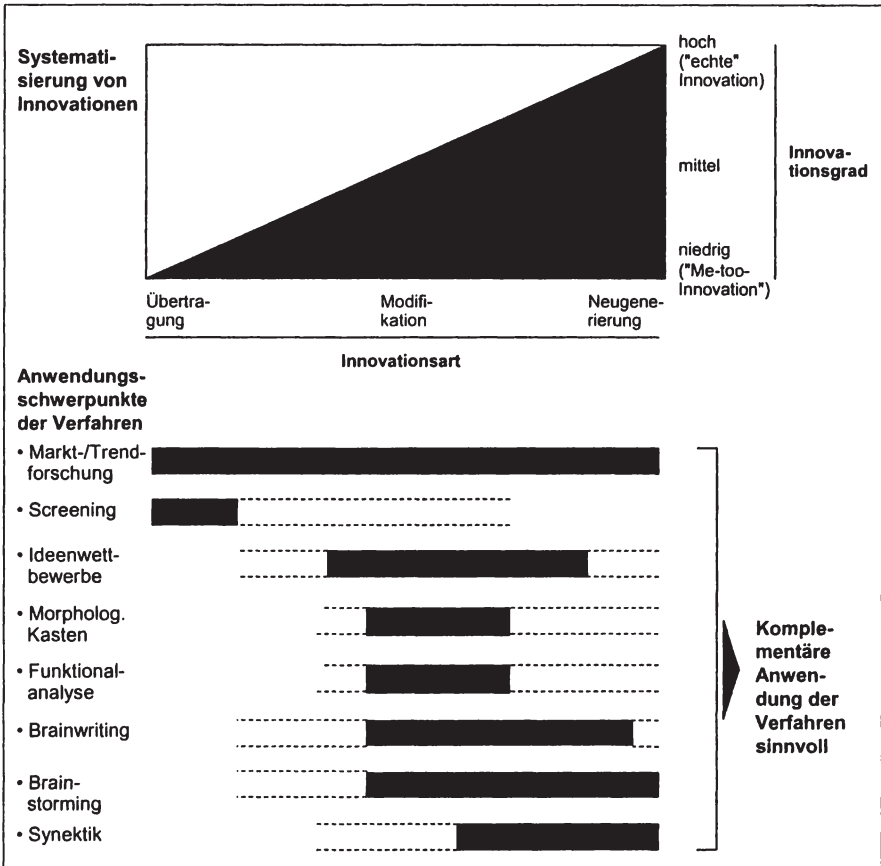 Systemati-
sierung von
Innovationen
hoch
("echte"
Innovation)
mittel
niedrig
("Me-too-
Innovation")
Innova-
tionsgrad
Übertra-
gung
Modifi-
kation
Neugene-
rierung
Innovationsart
Anwendungs-
schwerpunkte
der Verfahren
• Markt-/Trend-
forschung
• Screening
• Ideenwett-
bewerbe
• Morpholog.
Kasten
• Funktional-
analyse
• Brainwriting
• Brain-
storming
• Synektik
Komple-
mentäre
Anwen-
dung der
Verfahren
sinnvoll